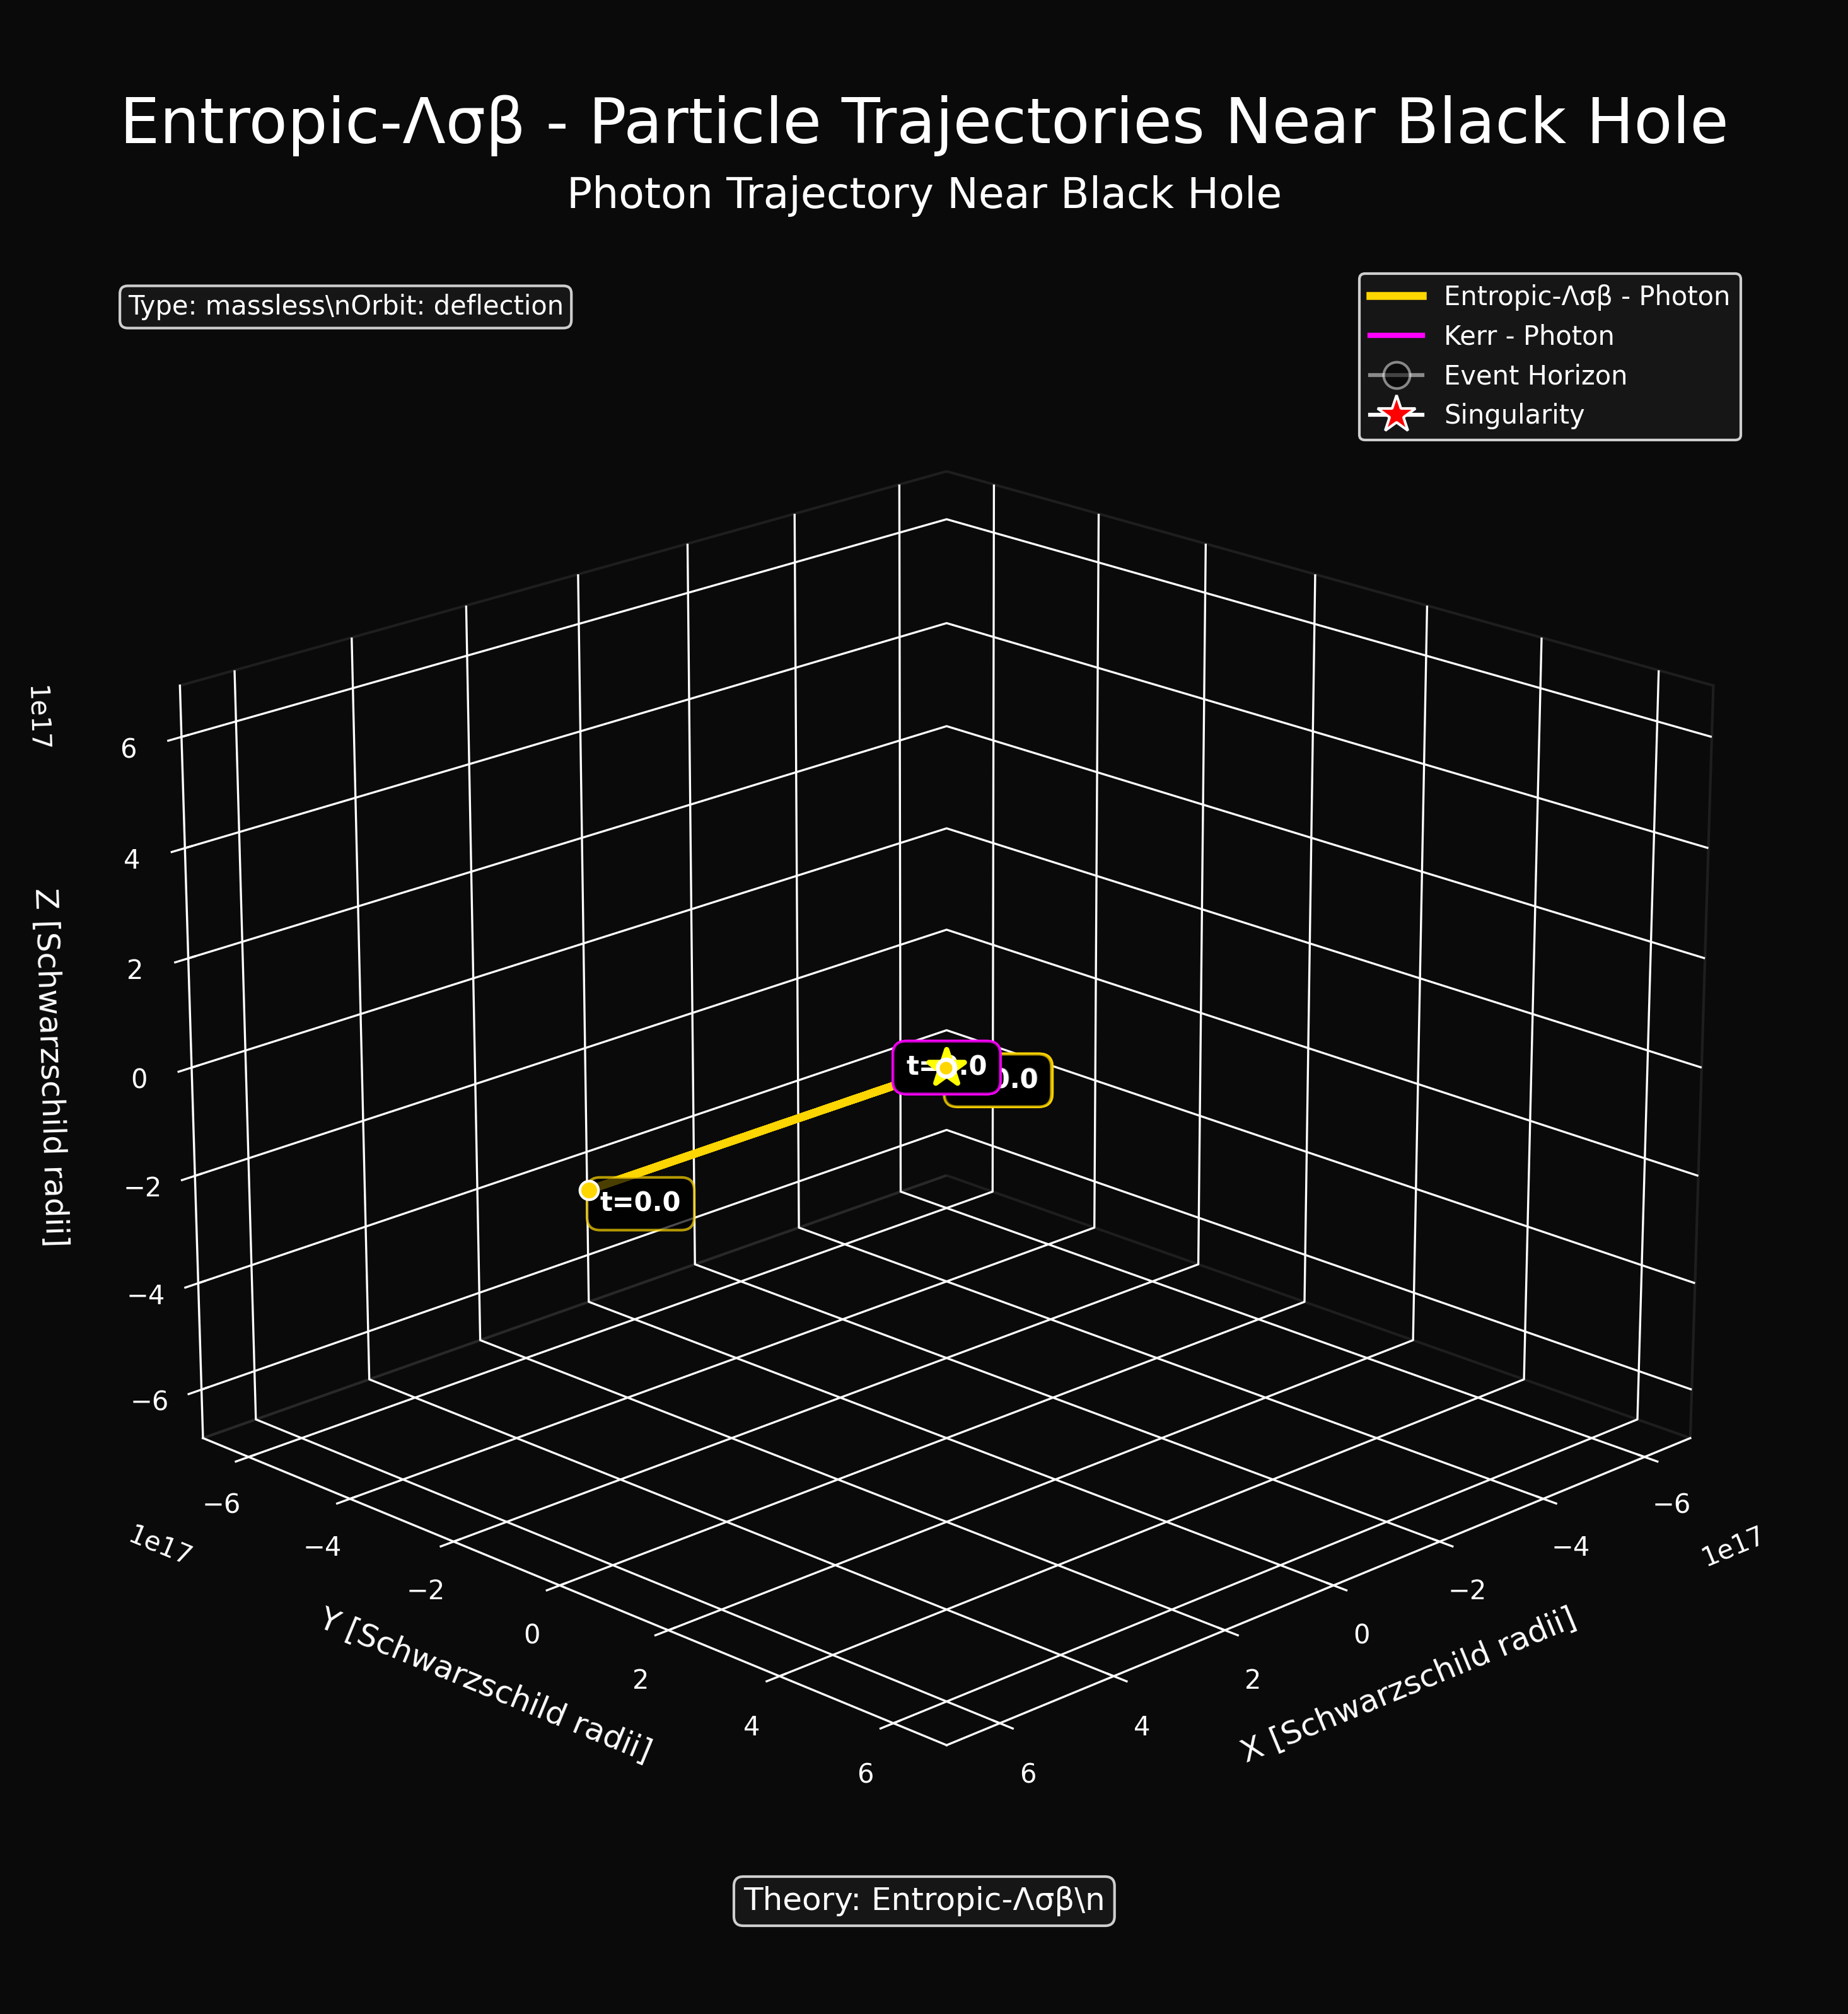 Entropic-Λσβ - Particle Trajectories Near Black Hole
Photon Trajectory Near Black Hole
Type: massless\nOrbit: deflection
Entropic-Λσβ - Photon
Kerr - Photon
Event Horizon
Singularity
1e17
6
4
2
0
−2
−4
−6
Z [Schwarzschild radii]
t=0.0
−6
−4
−2
0
2
4
6
1e17
Y [Schwarzschild radii]
−6
−4
−2
0
2
4
6
1e17
X [Schwarzschild radii]
Theory: Entropic-Λσβ\n